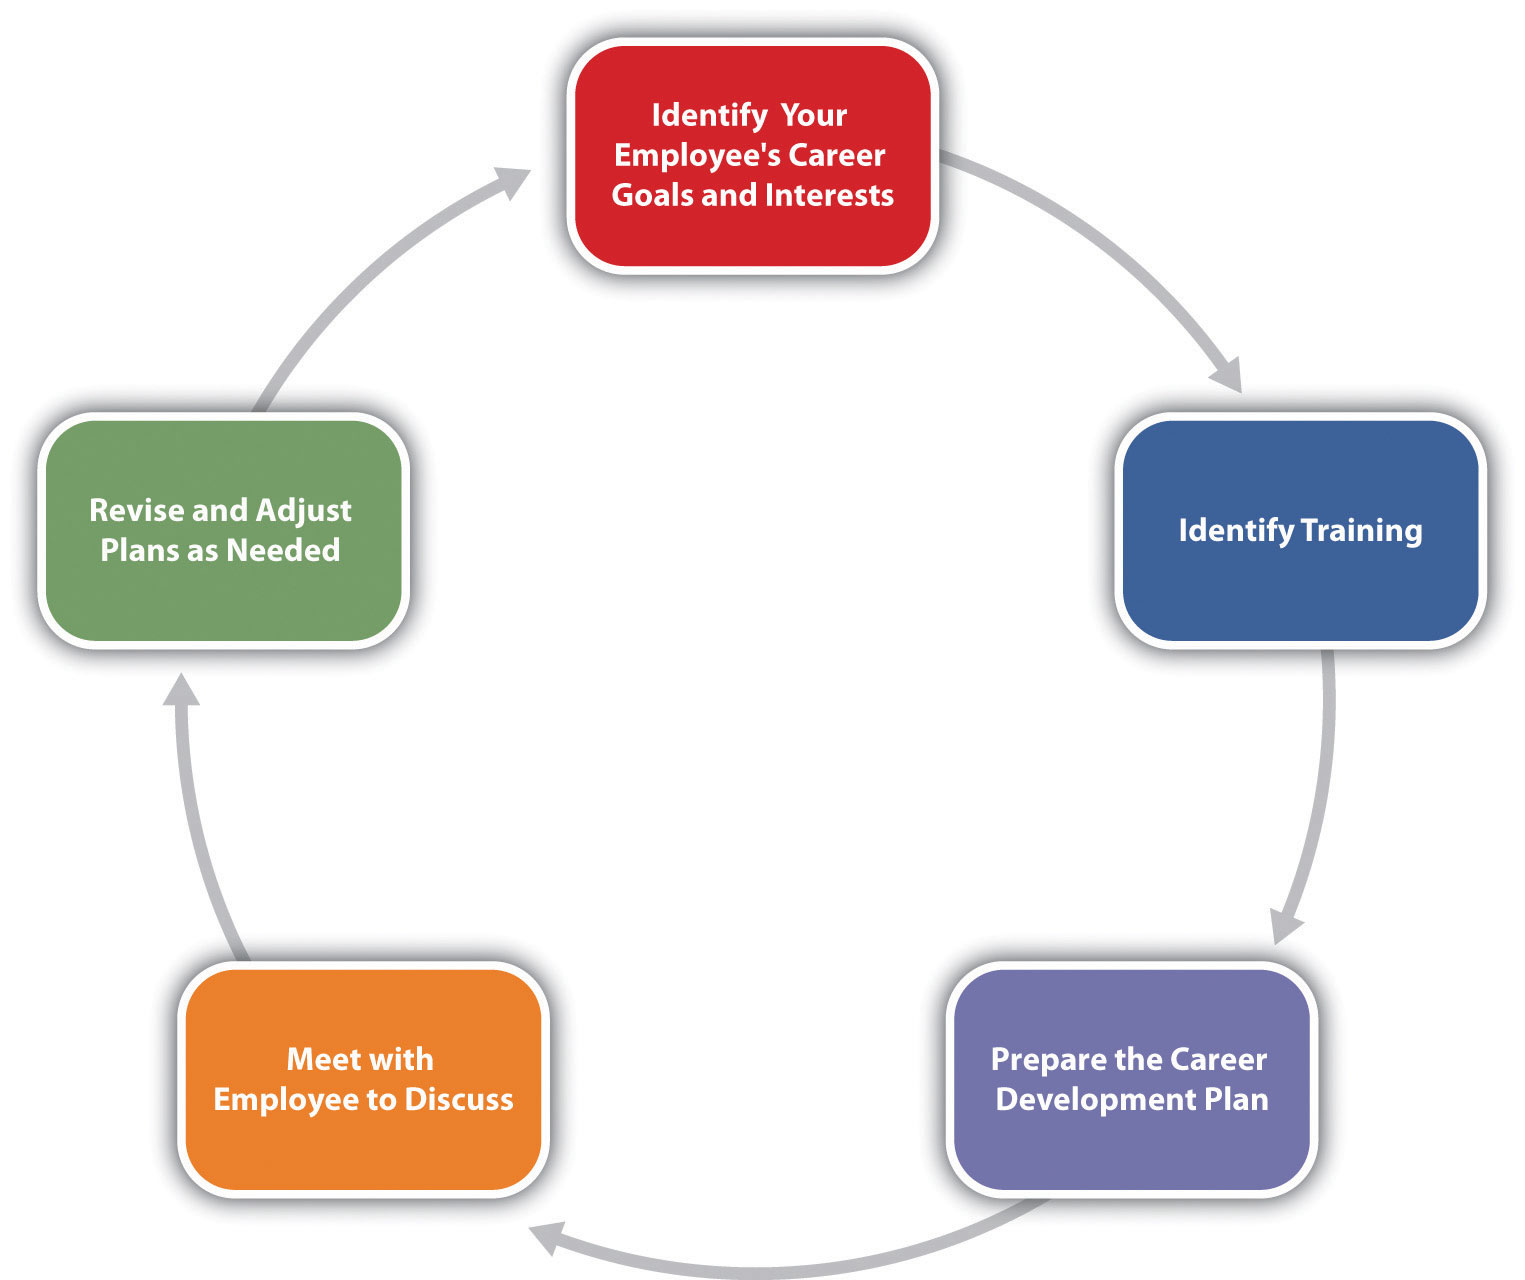 Identify Your
Employee's Career
Goals and Interests
Identify Training
Prepare the Career
Development Plan
Meet with
Employee to Discuss
Revise and Adjust
Plans as Needed